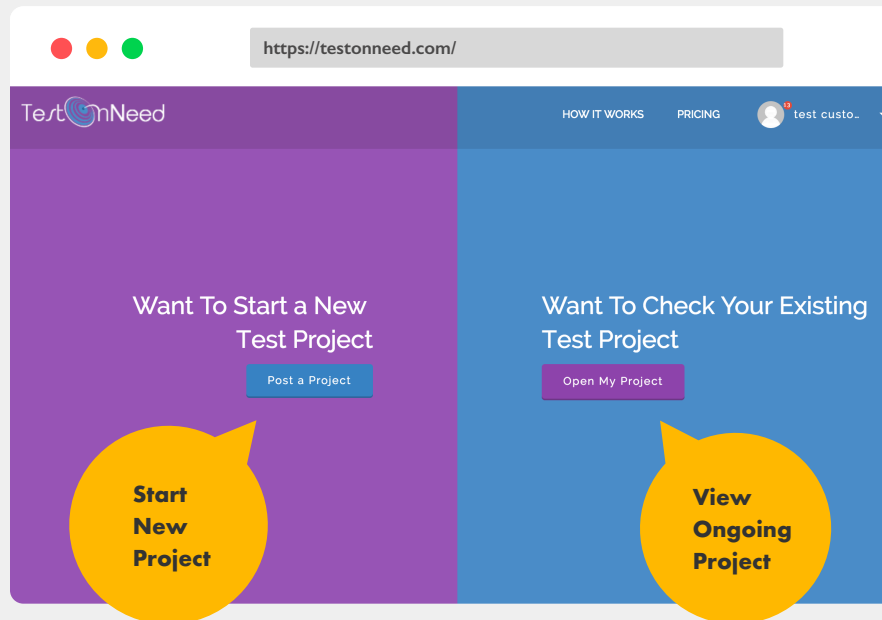 https://testonneed.com/
TestOnNeed
HOW IT WORKS PRICING 13 test custo...
Want To Start a New
Test Project
Post a Project
Want To Check Your Existing
Test Project
Open My Project
Start
New
Project
View
Ongoing
Project